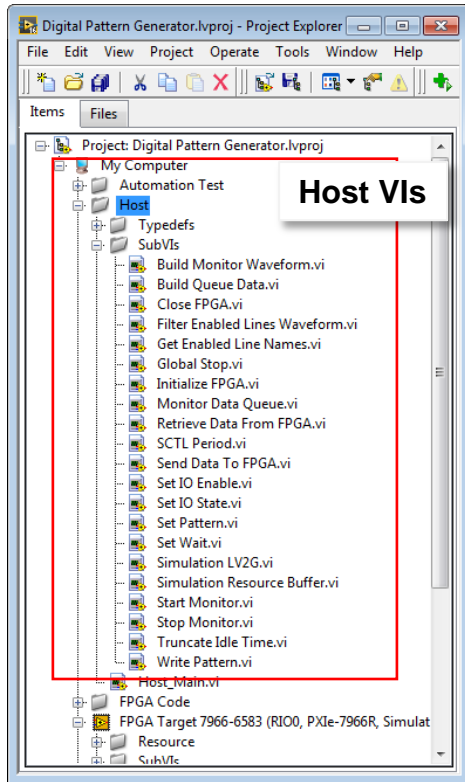 Digital Pattern Generator.lvproj - Project Explorer
File Edit View Project Operate Tools Window Help
Items Files
Project: Digital Pattern Generator.lvproj
My Computer
Automation Test
Host VIs
Host
Typedefs
SubVIs
Build Monitor Waveform.vi
Build Queue Data.vi
Close FPGA.vi
Filter Enabled Lines Waveform.vi
Get Enabled Line Names.vi
Global Stop.vi
Initialize FPGA.vi
Monitor Data Queue.vi
Retrieve Data From FPGA.vi
SCTL Period.vi
Send Data To FPGA.vi
Set IO Enable.vi
Set IO State.vi
Set Pattern.vi
Set Wait.vi
Simulation LV2G.vi
Simulation Resource Buffer.vi
Start Monitor.vi
Stop Monitor.vi
Truncate Idle Time.vi
Write Pattern.vi
Host_Main.vi
FPGA Code
FPGA Target 7966-6583 (RIO0, PXIe-7966R, Simulat
Resource
SubVIs